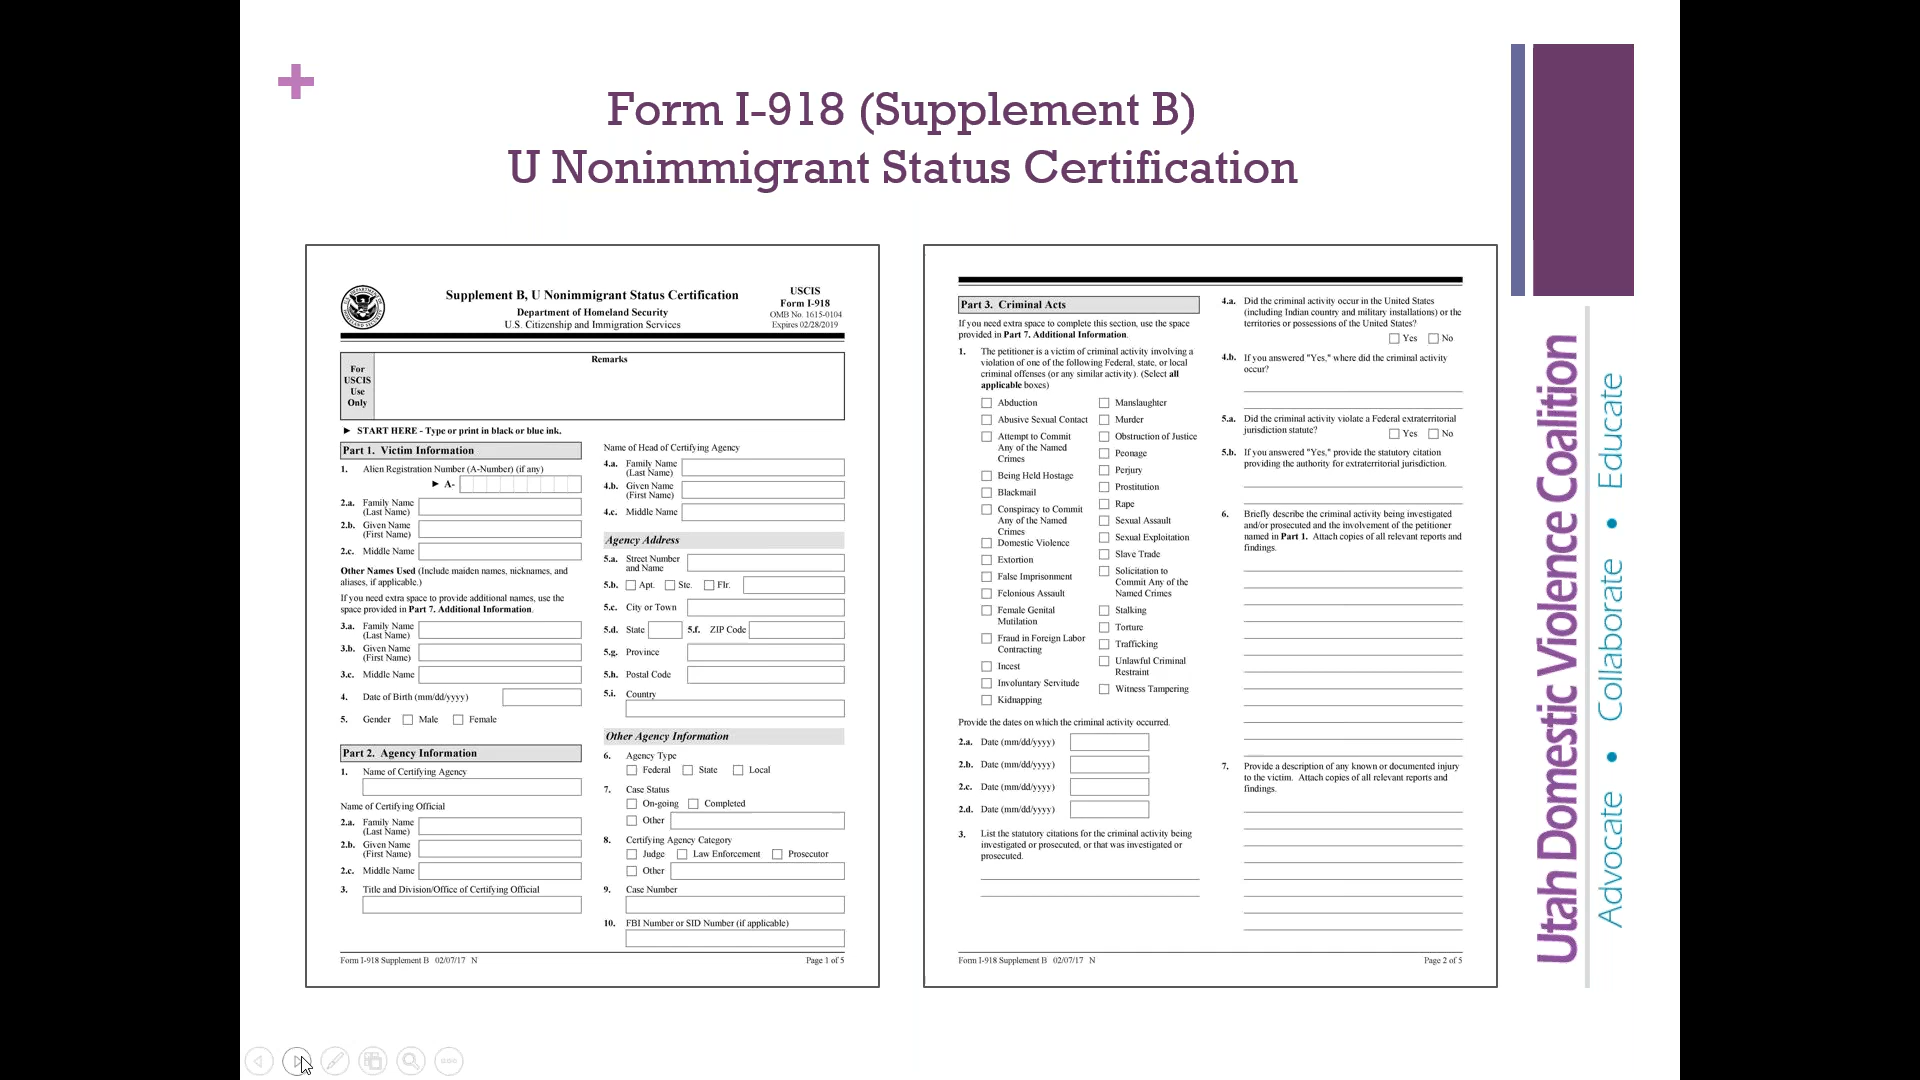 Form I-918 (Supplement B)
U Nonimmigrant Status Certification
Supplement B, U Nonimmigrant Status Certification
Department of Homeland Security
U.S. Citizenship and Immigration Services
USCIS
Form I-918
OMB No. 1615-0104
Expires 02/28/2019
For
USCIS
Use
Only
Remarks
► START HERE - Type or print in black or blue ink.
Part 1. Victim Information
1. Alien Registration Number (A-Number) (if any)
► A-
2.a. Family Name
(Last Name)
2.b. Given Name
(First Name)
2.c. Middle Name
Other Names Used (Include maiden names, nicknames, and
aliases, if applicable.)
If you need extra space to provide additional names, use the
space provided in Part 7. Additional Information.
3.a. Family Name
(Last Name)
3.b. Given Name
(First Name)
3.c. Middle Name
4. Date of Birth (mm/dd/yyyy)
5. Gender Male Female
Part 2. Agency Information
1. Name of Certifying Agency
Name of Certifying Official
2.a. Family Name
(Last Name)
2.b. Given Name
(First Name)
2.c. Middle Name
3. Title and Division/Office of Certifying Official
Name of Head of Certifying Agency
4.a. Family Name
(Last Name)
4.b. Given Name
(First Name)
4.c. Middle Name
Agency Address
5.a. Street Number
and Name
5.b. Apt. Ste. Flr.
5.c. City or Town
5.d. State 5.f. ZIP Code
5.g. Province
5.h. Postal Code
5.i. Country
Other Agency Information
6. Agency Type
Federal State Local
7. Case Status
On-going Completed
Other
8. Certifying Agency Category
Judge Law Enforcement Prosecutor
Other
9. Case Number
10. FBI Number or SID Number (if applicable)
Form I-918 Supplement B 02/07/17 N
Page 1 of 5
Part 3. Criminal Acts
If you need extra space to complete this section, use the space
provided in Part 7. Additional Information.
1. The petitioner is a victim of criminal activity involving a
violation of one of the following Federal, state, or local
criminal offenses (or any similar activity). (Select all
applicable boxes)
Abduction
Abusive Sexual Contact
Attempt to Commit
Any of the Named
Crimes
Being Held Hostage
Blackmail
Conspiracy to Commit
Any of the Named
Crimes
Domestic Violence
Extortion
False Imprisonment
Felonious Assault
Female Genital
Mutilation
Fraud in Foreign Labor
Contracting
Incest
Involuntary Servitude
Kidnapping
Manslaughter
Murder
Obstruction of Justice
Peonage
Perjury
Prostitution
Rape
Sexual Assault
Sexual Exploitation
Slave Trade
Solicitation to
Commit Any of the
Named Crimes
Stalking
Torture
Trafficking
Unlawful Criminal
Restraint
Witness Tampering
Provide the dates on which the criminal activity occurred.
2.a. Date (mm/dd/yyyy)
2.b. Date (mm/dd/yyyy)
2.c. Date (mm/dd/yyyy)
2.d. Date (mm/dd/yyyy)
3. List the statutory citations for the criminal activity being
investigated or prosecuted, or that was investigated or
prosecuted.
4.a. Did the criminal activity occur in the United States
(including Indian country and military installations) or the
territories or possessions of the United States?
Yes No
4.b. If you answered "Yes," where did the criminal activity
occur?
5.a. Did the criminal activity violate a Federal extraterritorial
jurisdiction statute? Yes No
5.b. If you answered "Yes," provide the statutory citation
providing the authority for extraterritorial jurisdiction.
6. Briefly describe the criminal activity being investigated
and/or prosecuted and the involvement of the petitioner
named in Part 1. Attach copies of all relevant reports and
findings.
7. Provide a description of any known or documented injury
to the victim. Attach copies of all relevant reports and
findings.
Form I-918 Supplement B 02/07/17 N
Page 2 of 5
Utah Domestic Violence Coalition
Advocate • Collaborate • Educate